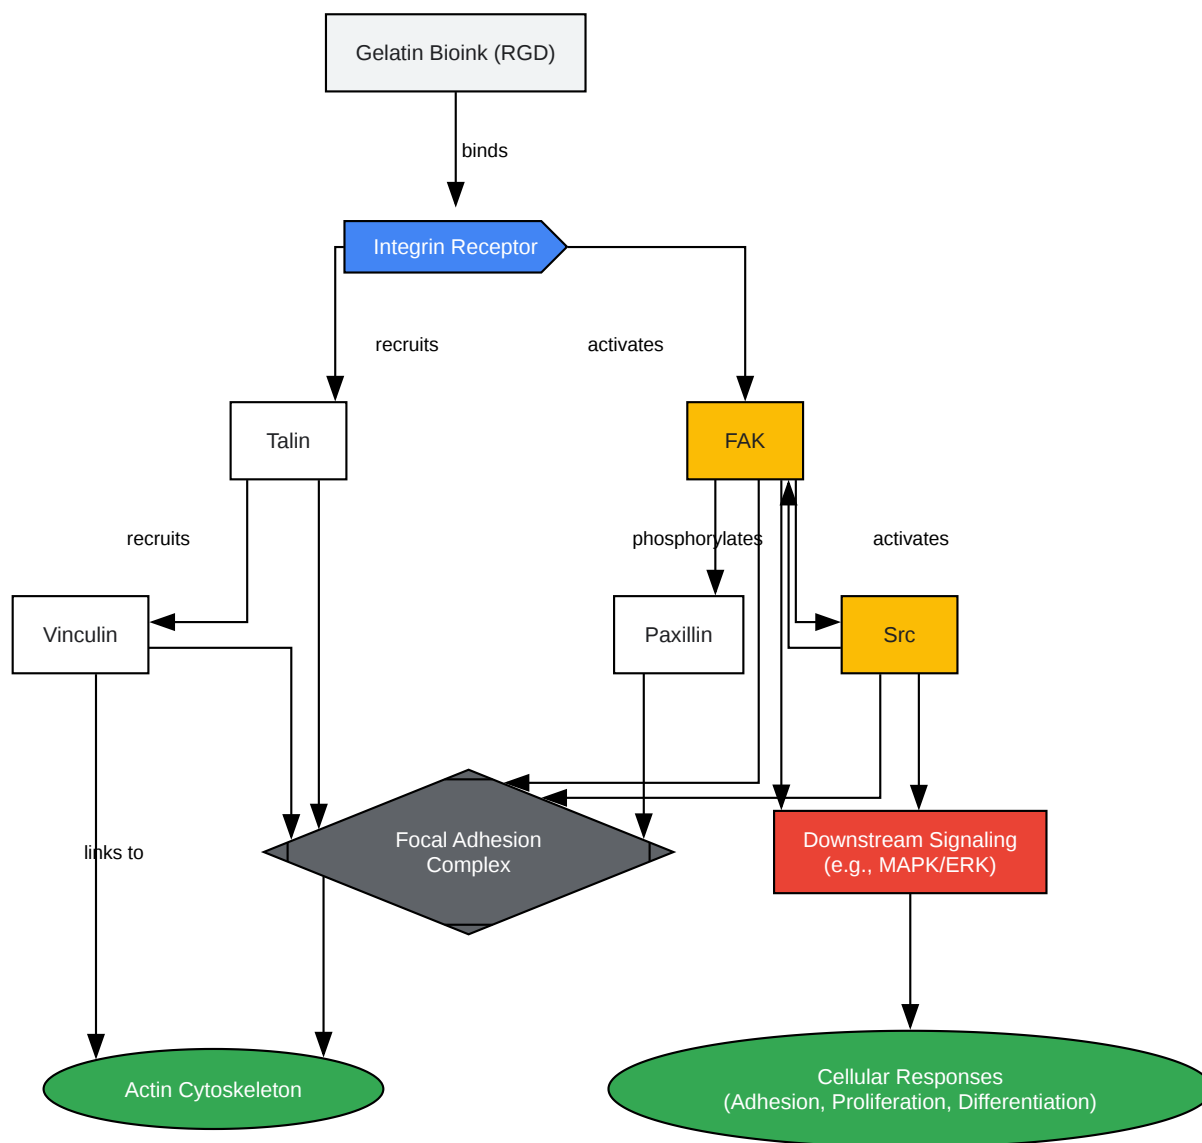 Gelatin Bioink (RGD)
binds
Integrin Receptor
recruits
activates
Talin
FAK
recruits
phosphorylates
activates
Vinculin
Paxillin
Src
Focal Adhesion
Complex
Downstream Signaling
(e.g., MAPK/ERK)
links to
Actin Cytoskeleton
Cellular Responses
(Adhesion, Proliferation, Differentiation)